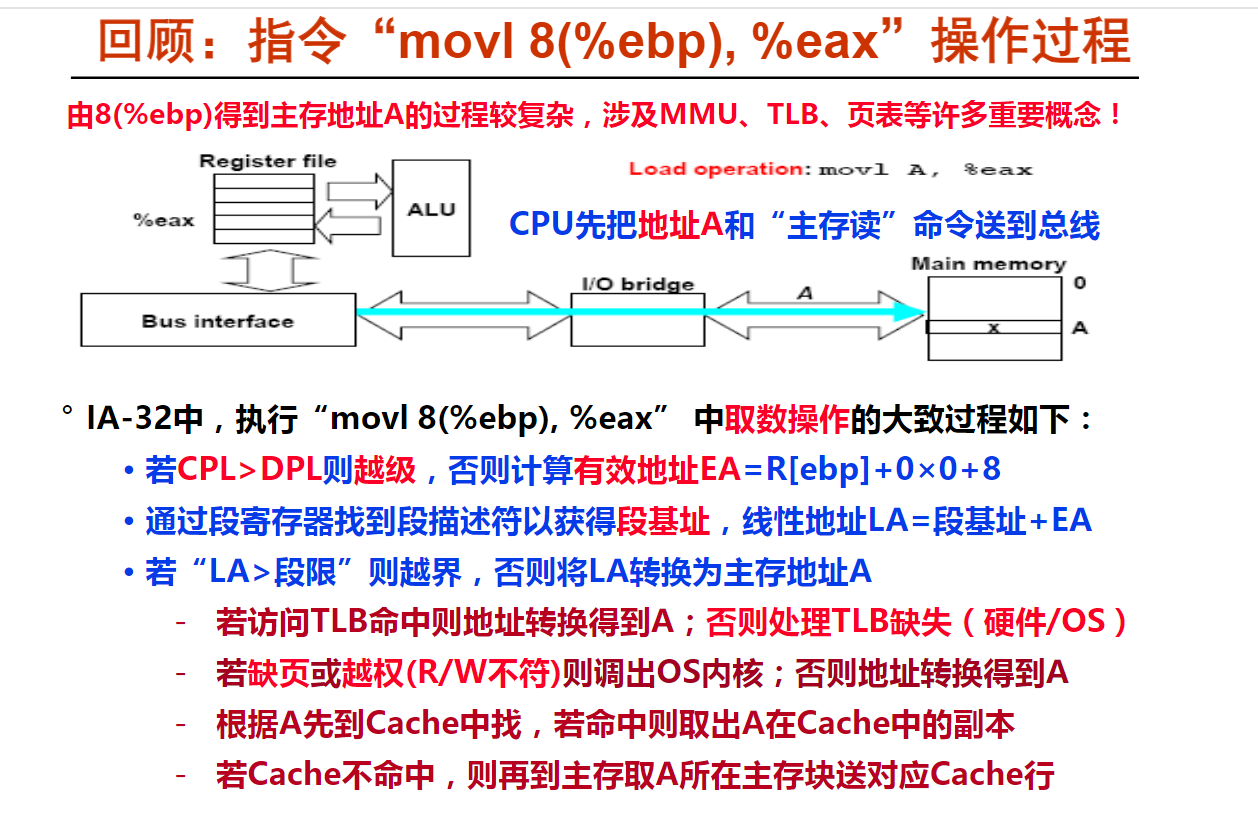 回顾：指令“movl 8(%ebp), %eax”操作过程
由8(%ebp)得到主存地址A的过程较复杂，涉及MMU、TLB、页表等许多重要概念！
Register file
%eax
ALU
Load operation: movl A, %eax
CPU先把地址A和“主存读”命令送到总线
Main memory
I/O bridge
A
0
Bus interface
x
A
° IA-32中，执行“movl 8(%ebp), %eax” 中取数操作的大致过程如下：
• 若CPL>DPL则越级，否则计算有效地址EA=R[ebp]+0×0+8
• 通过段寄存器找到段描述符以获得段基址，线性地址LA=段基址+EA
• 若“LA>段限”则越界，否则将LA转换为主存地址A
- 若访问TLB命中则地址转换得到A；否则处理TLB缺失（硬件/OS）
- 若缺页或越权(R/W不符)则调出OS内核；否则地址转换得到A
- 根据A先到Cache中找，若命中则取出A在Cache中的副本
- 若Cache不命中，则再到主存取A所在主存块送对应Cache行